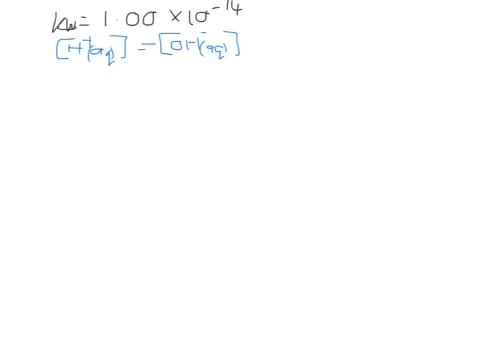 Kw = 1.00 × 10⁻¹⁴
[H⁺(aq)] = [OH⁻(aq)]